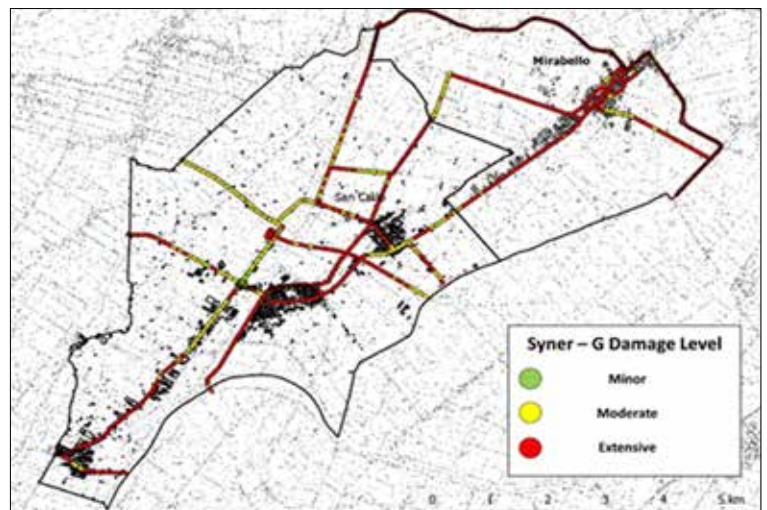 Mirabello
San Carlo
Syner – G Damage Level
Minor
Moderate
Extensive
0 1 2 3 4 5 km